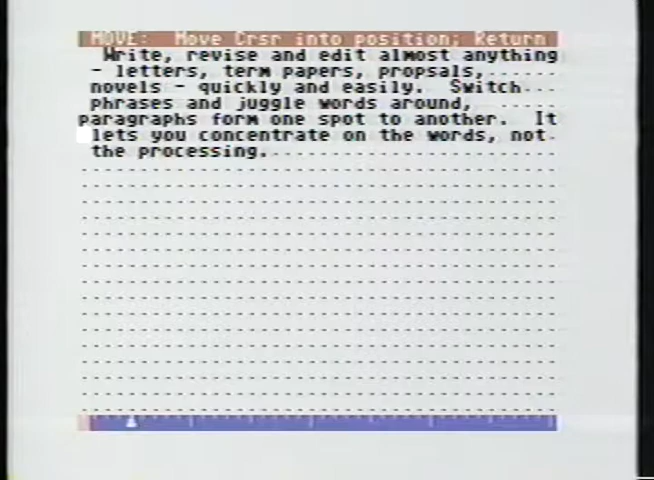 MOVE: Move Crsr into position; Return
Write, revise and edit almost anything
- letters, term papers, propsals,
novels - quickly and easily. Switch
phrases and juggle words around,
paragraphs form one spot to another. It
lets you concentrate on the words, not
the processing.